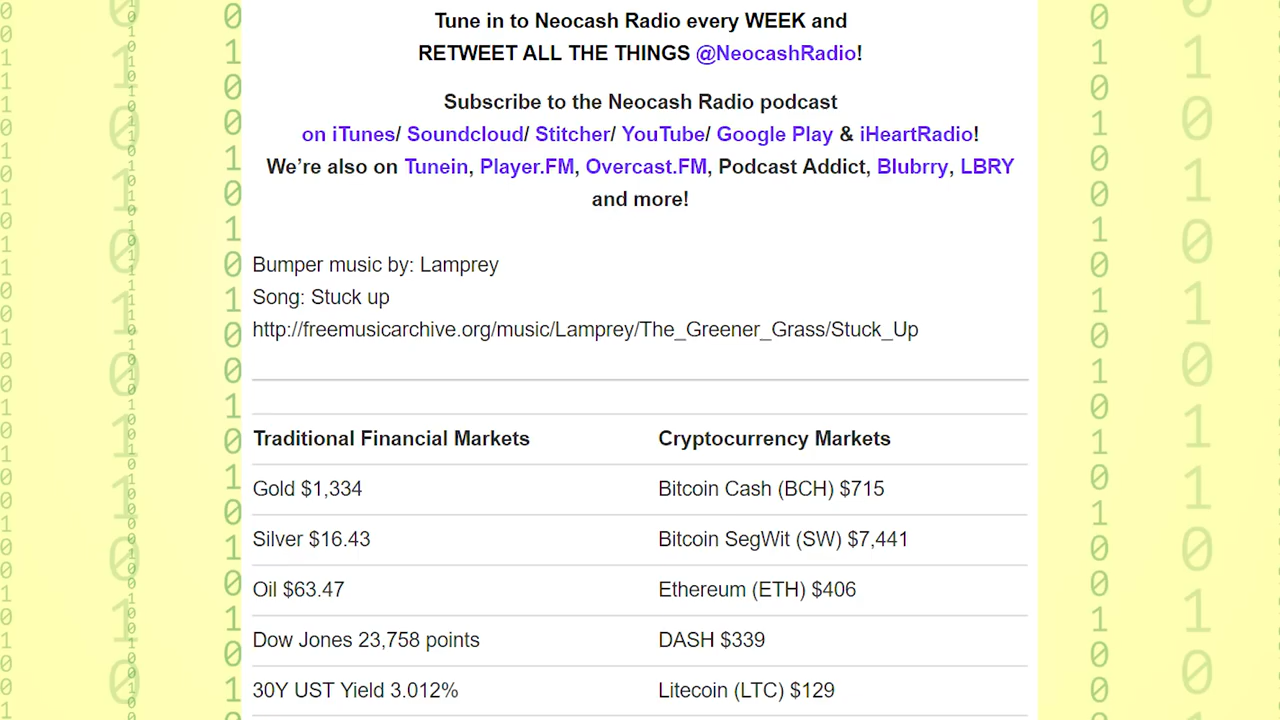 Tune in to Neocash Radio every WEEK and
RETWEET ALL THE THINGS @NeocashRadio!
Subscribe to the Neocash Radio podcast
on iTunes/ Soundcloud/ Stitcher/ YouTube/ Google Play & iHeartRadio!
We’re also on Tunein, Player.FM, Overcast.FM, Podcast Addict, Blubrry, LBRY
and more!
Bumper music by: Lamprey
Song: Stuck up
http://freemusicarchive.org/music/Lamprey/The_Greener_Grass/Stuck_Up
Traditional Financial Markets Cryptocurrency Markets
Gold $1,334 Bitcoin Cash (BCH) $715
Silver $16.43 Bitcoin SegWit (SW) $7,441
Oil $63.47 Ethereum (ETH) $406
Dow Jones 23,758 points DASH $339
30Y UST Yield 3.012% Litecoin (LTC) $129